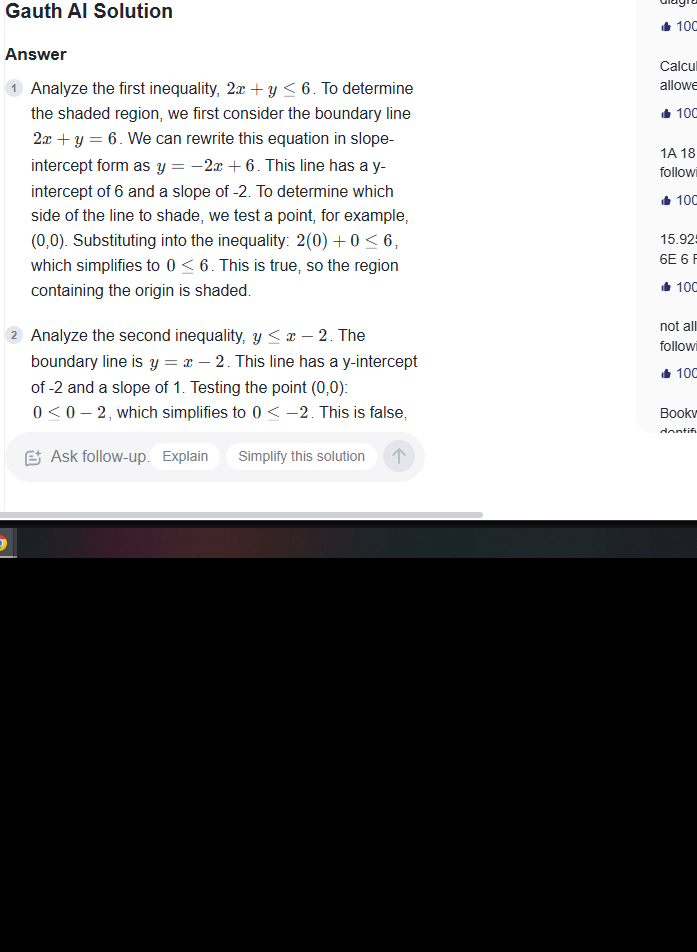 Gauth AI Solution
Answer
1 Analyze the first inequality, 2x + y ≤ 6. To determine
the shaded region, we first consider the boundary line
2x + y = 6. We can rewrite this equation in slope-
intercept form as y = −2x + 6. This line has a y-
intercept of 6 and a slope of -2. To determine which
side of the line to shade, we test a point, for example,
(0,0). Substituting into the inequality: 2(0) + 0 ≤ 6,
which simplifies to 0 ≤ 6. This is true, so the region
containing the origin is shaded.
2 Analyze the second inequality, y ≤ x − 2. The
boundary line is y = x − 2. This line has a y-intercept
of -2 and a slope of 1. Testing the point (0,0):
0 ≤ 0 − 2, which simplifies to 0 ≤ −2. This is false,
Ask follow-up. Explain Simplify this solution
100
Calcul
allowe
100
1A 18
followi
100
15.925
6E 6 F
100
not all
followi
100
Bookw